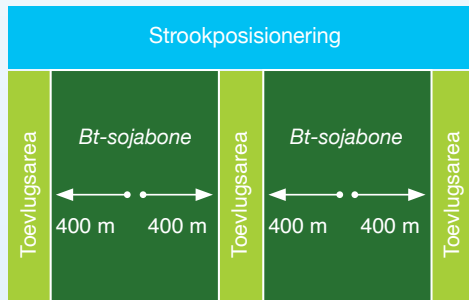 Strookposisionering
Toevlugsarea
Bt-sojabone
400 m
400 m
Toevlugsarea
Bt-sojabone
400 m
400 m
Toevlugsarea